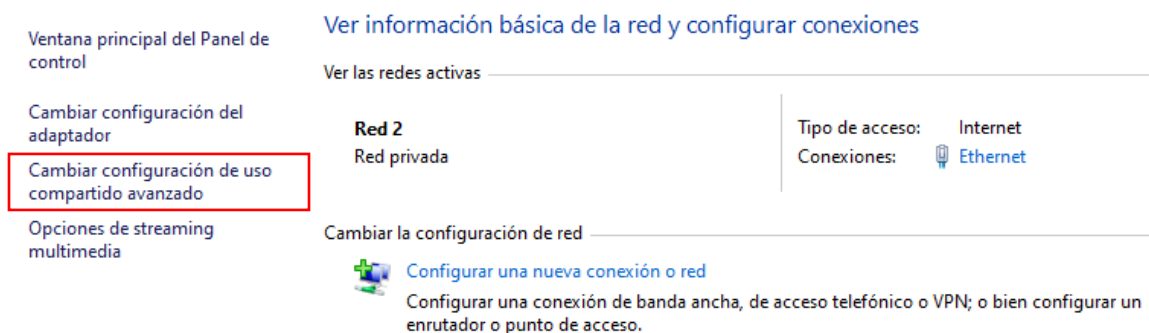 Ventana principal del Panel de
control
Cambiar configuración del
adaptador
Cambiar configuración de uso
compartido avanzado
Opciones de streaming
multimedia
Ver información básica de la red y configurar conexiones
Ver las redes activas
Red 2
Red privada
Tipo de acceso: Internet
Conexiones: Ethernet
Cambiar la configuración de red
Configurar una nueva conexión o red
Configurar una conexión de banda ancha, de acceso telefónico o VPN; o bien configurar un
enrutador o punto de acceso.